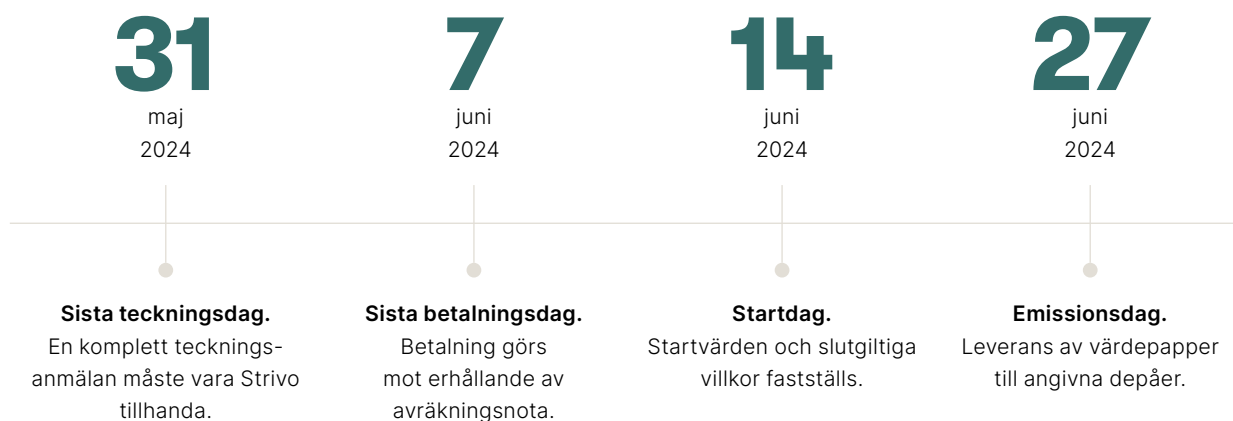 31
maj
2024
Sista teckningsdag.
En komplett tecknings-
anmälan måste vara Strivo
tillhanda.
7
juni
2024
Sista betalningsdag.
Betalning görs
mot erhållande av
avräkningsnota.
14
juni
2024
Startdag.
Startvärden och slutgiltiga
villkor fastställs.
27
juni
2024
Emissionsdag.
Leverans av värdepapper
till angivna depåer.